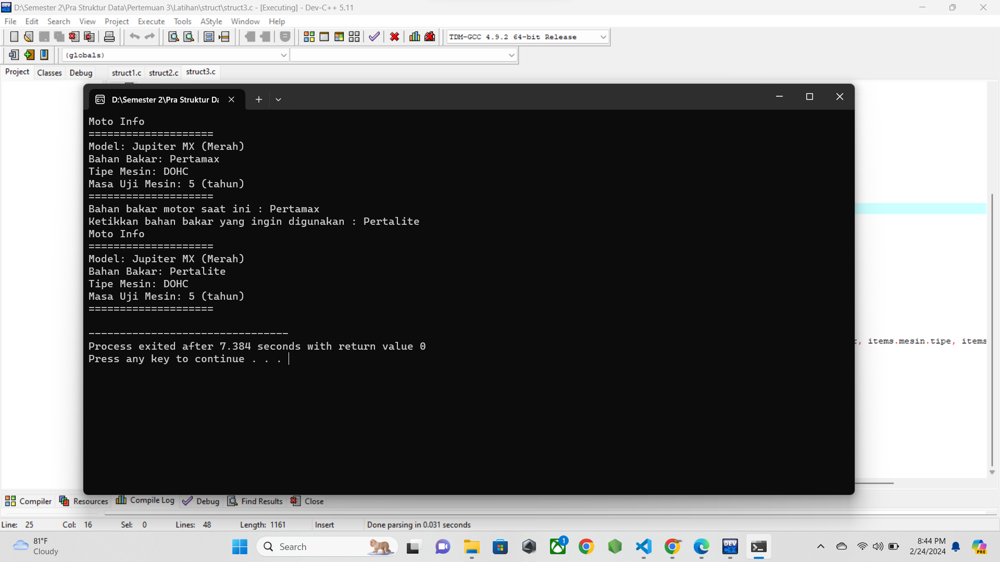 D:\Semester 2\Pra Struktur Data\Pertemuan 3\Latihan\struct\struct3.c - [Executing] - Dev-C++ 5.11
File Edit Search View Project Execute Tools AStyle Window Help
TDM-GCC 4.9.2 64-bit Release
(globals)
Project Classes Debug struct1.c struct2.c struct3.c
D:\Semester 2\Pra Struktur Da
Moto Info
====================
Model: Jupiter MX (Merah)
Bahan Bakar: Pertamax
Tipe Mesin: DOHC
Masa Uji Mesin: 5 (tahun)
====================
Bahan bakar motor saat ini : Pertamax
Ketikkan bahan bakar yang ingin digunakan : Pertalite
Moto Info
====================
Model: Jupiter MX (Merah)
Bahan Bakar: Pertalite
Tipe Mesin: DOHC
Masa Uji Mesin: 5 (tahun)
====================
--------------------------------
Process exited after 7.384 seconds with return value 0
Press any key to continue . . .
, items.mesin.tipe, items
Compiler Resources Compile Log Debug Find Results Close
Line: 25 Col: 16 Sel: 0 Lines: 48 Length: 1161 Insert Done parsing in 0.031 seconds
81°F
Cloudy
Search
1
DEV
C++
8:44 PM
2/24/2024
PRE